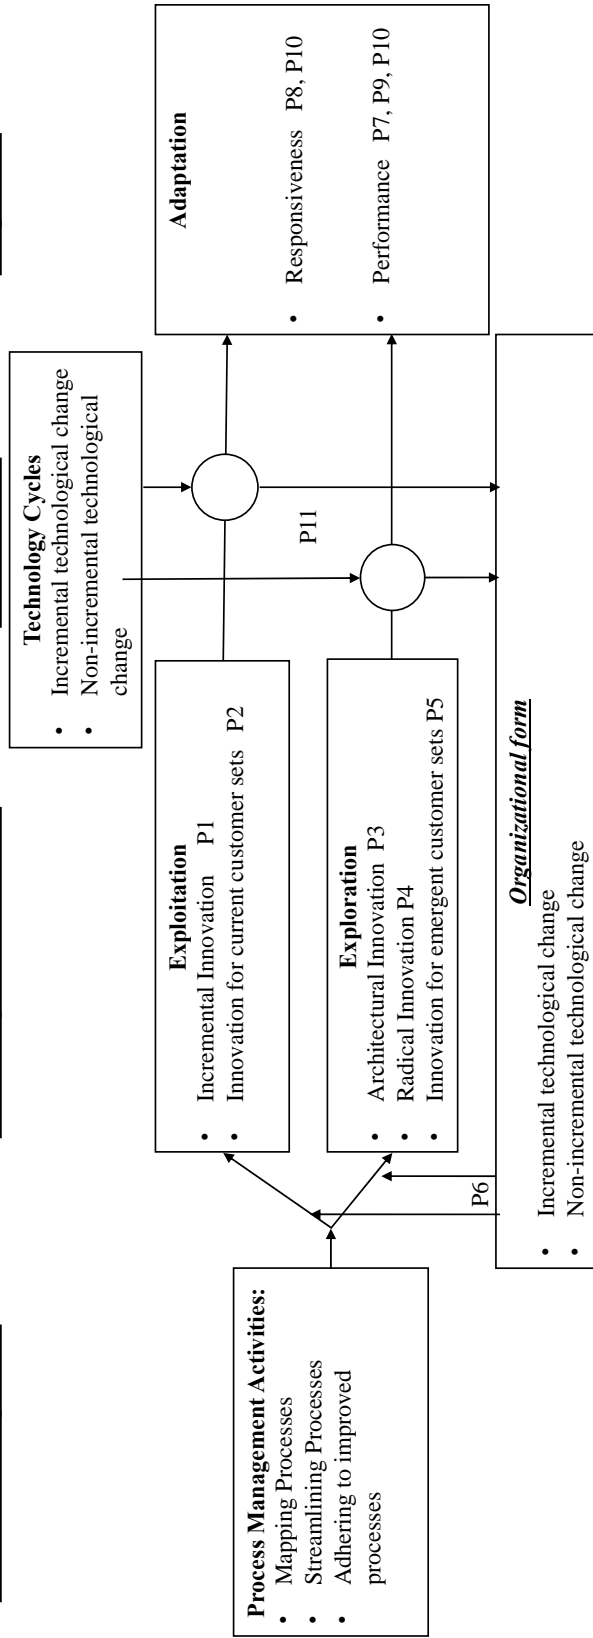 Process Management Activities:
• Mapping Processes
• Streamlining Processes
• Adhering to improved
processes
Exploitation
• Incremental Innovation P1
• Innovation for current customer sets P2
Exploration
• Architectural Innovation P3
• Radical Innovation P4
• Innovation for emergent customer sets P5
Technology Cycles
• Incremental technological change
• Non-incremental technological
change
P11
Adaptation
• Responsiveness P8, P10
• Performance P7, P9, P10
P6
Organizational form
• Incremental technological change
• Non-incremental technological change